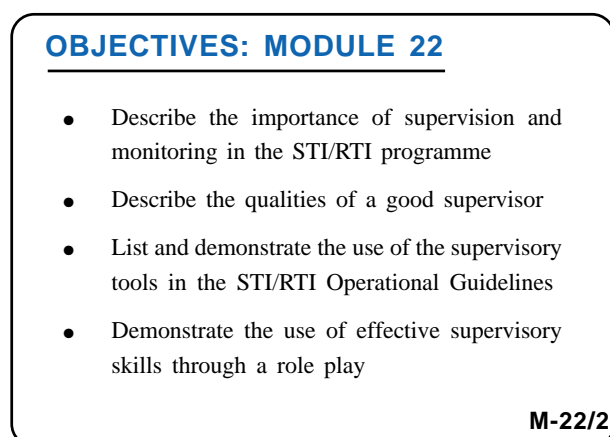 OBJECTIVES: MODULE 22
● Describe the importance of supervision and
monitoring in the STI/RTI programme
● Describe the qualities of a good supervisor
● List and demonstrate the use of the supervisory
tools in the STI/RTI Operational Guidelines
● Demonstrate the use of effective supervisory
skills through a role play
M-22/2